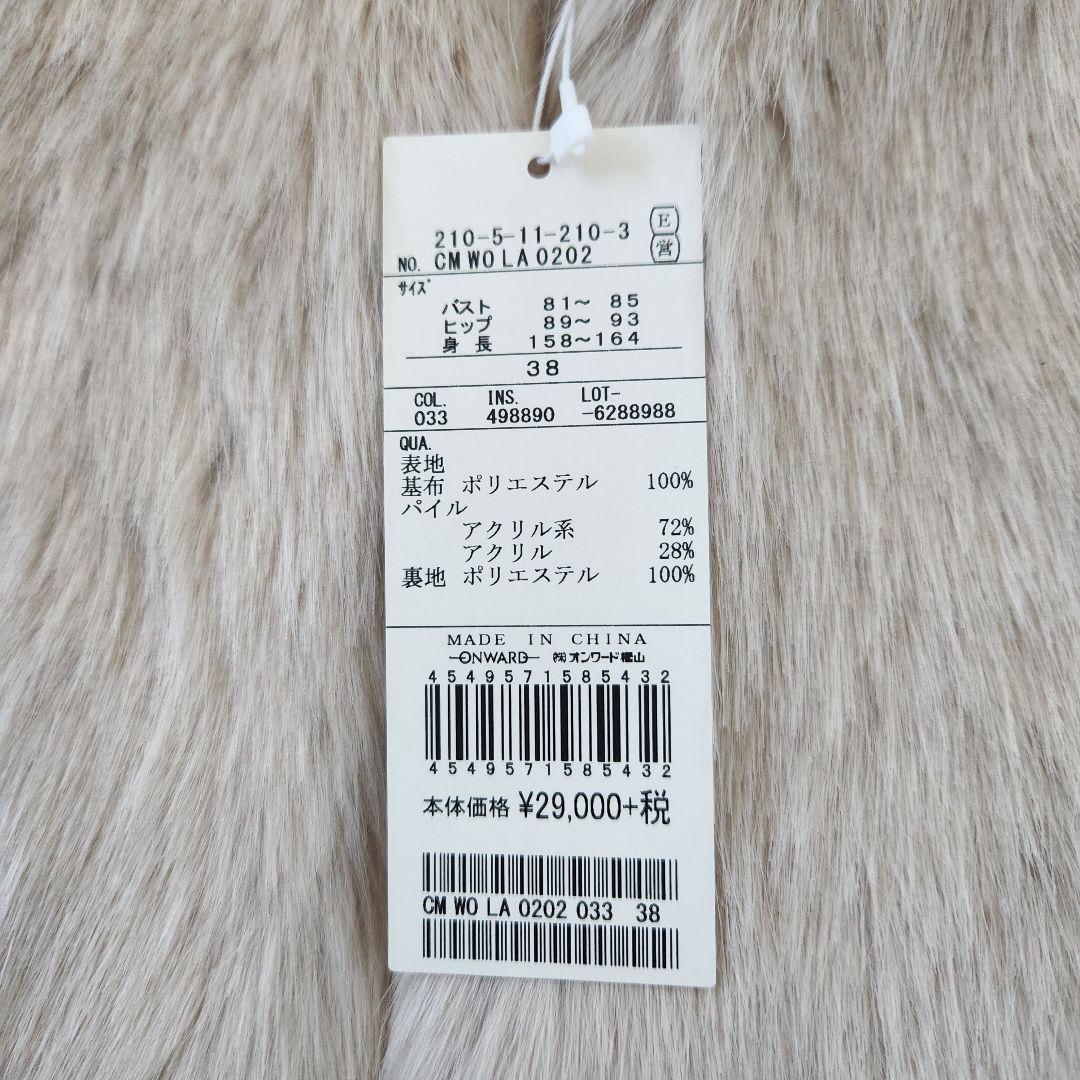 210-5-11-210-3 E
NO. CM WO LA 0202 営
ｻｲｽﾞ
バスト 81～ 85
ヒップ 89～ 93
身長 158～164
38
COL. INS. LOT-
033 498890 -6288988
QUA.
表地
基布 ポリエステル 100%
パイル
アクリル系 72%
アクリル 28%
裏地 ポリエステル 100%
MADE IN CHINA
ONWARD ㈱オンワード樫山
4549571585432
4549571585432
本体価格 ¥29,000+税
CM WO LA 0202 033 38